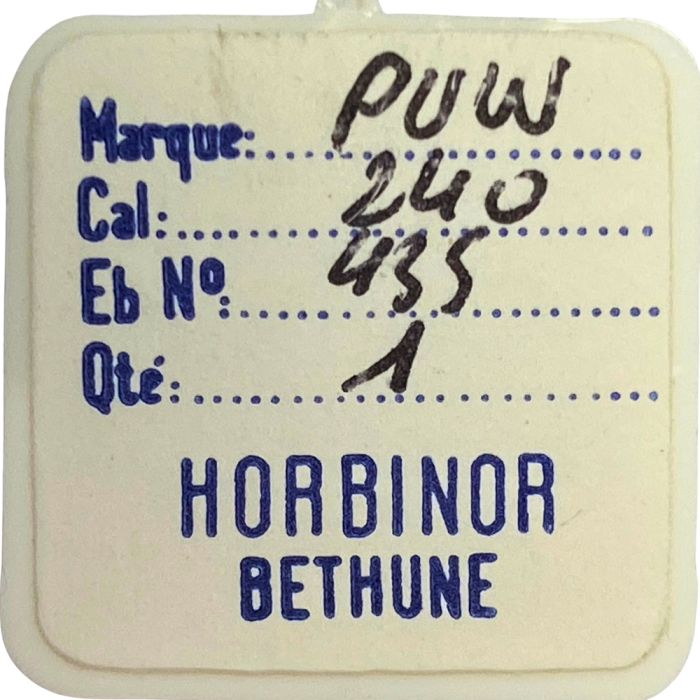 Marque: PUW
Cal: 240
Eb Nº: 435
Qté: 1
HORBINOR
BETHUNE